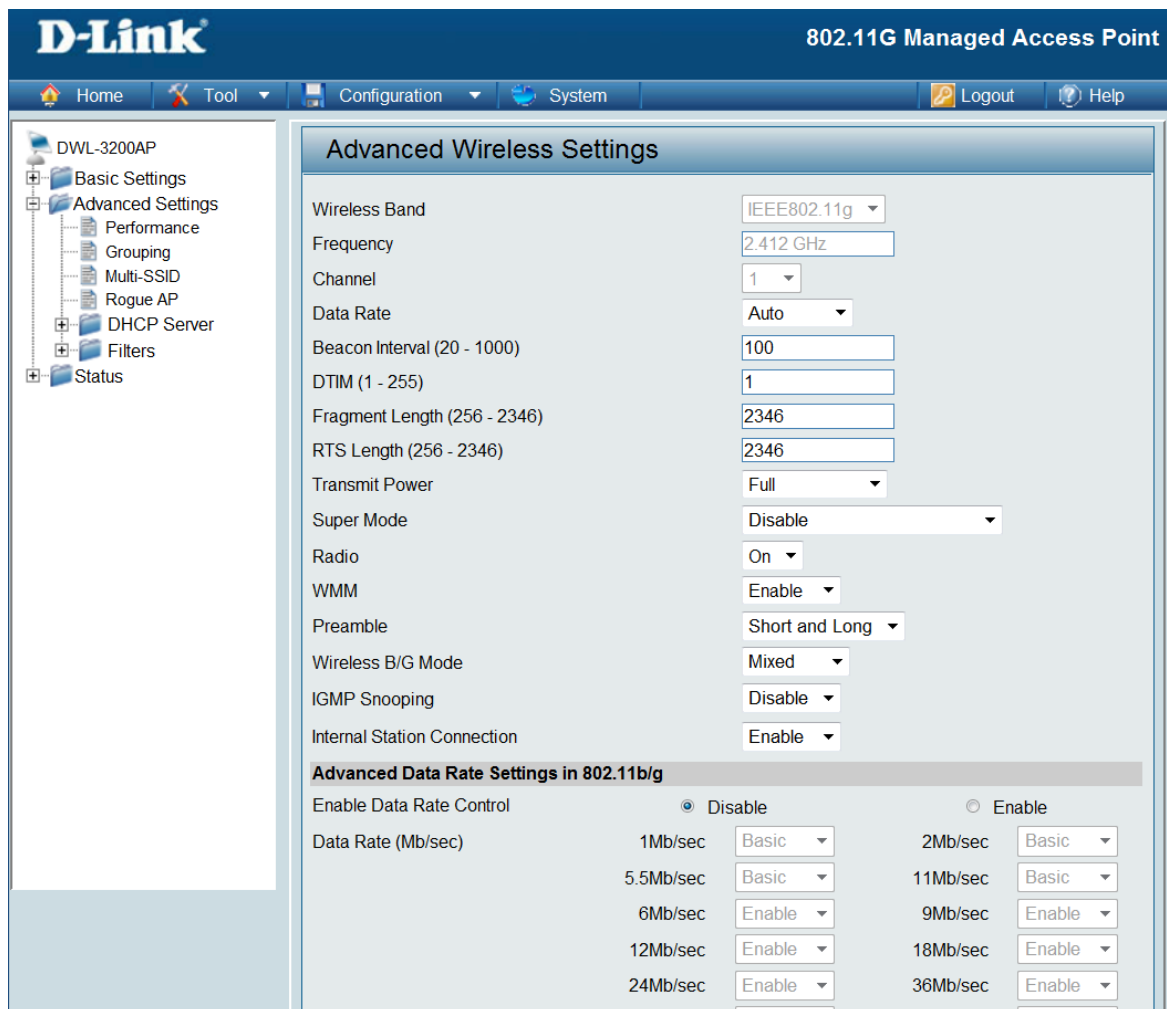 D-Link
802.11G Managed Access Point
Home Tool Configuration System Logout Help
DWL-3200AP
Basic Settings
Advanced Settings
Performance
Grouping
Multi-SSID
Rogue AP
DHCP Server
Filters
Status
Advanced Wireless Settings
Wireless Band IEEE802.11g
Frequency 2.412 GHz
Channel 1
Data Rate Auto
Beacon Interval (20 - 1000) 100
DTIM (1 - 255) 1
Fragment Length (256 - 2346) 2346
RTS Length (256 - 2346) 2346
Transmit Power Full
Super Mode Disable
Radio On
WMM Enable
Preamble Short and Long
Wireless B/G Mode Mixed
IGMP Snooping Disable
Internal Station Connection Enable
Advanced Data Rate Settings in 802.11b/g
Enable Data Rate Control Disable Enable
Data Rate (Mb/sec) 1Mb/sec Basic 2Mb/sec Basic
5.5Mb/sec Basic 11Mb/sec Basic
6Mb/sec Enable 9Mb/sec Enable
12Mb/sec Enable 18Mb/sec Enable
24Mb/sec Enable 36Mb/sec Enable